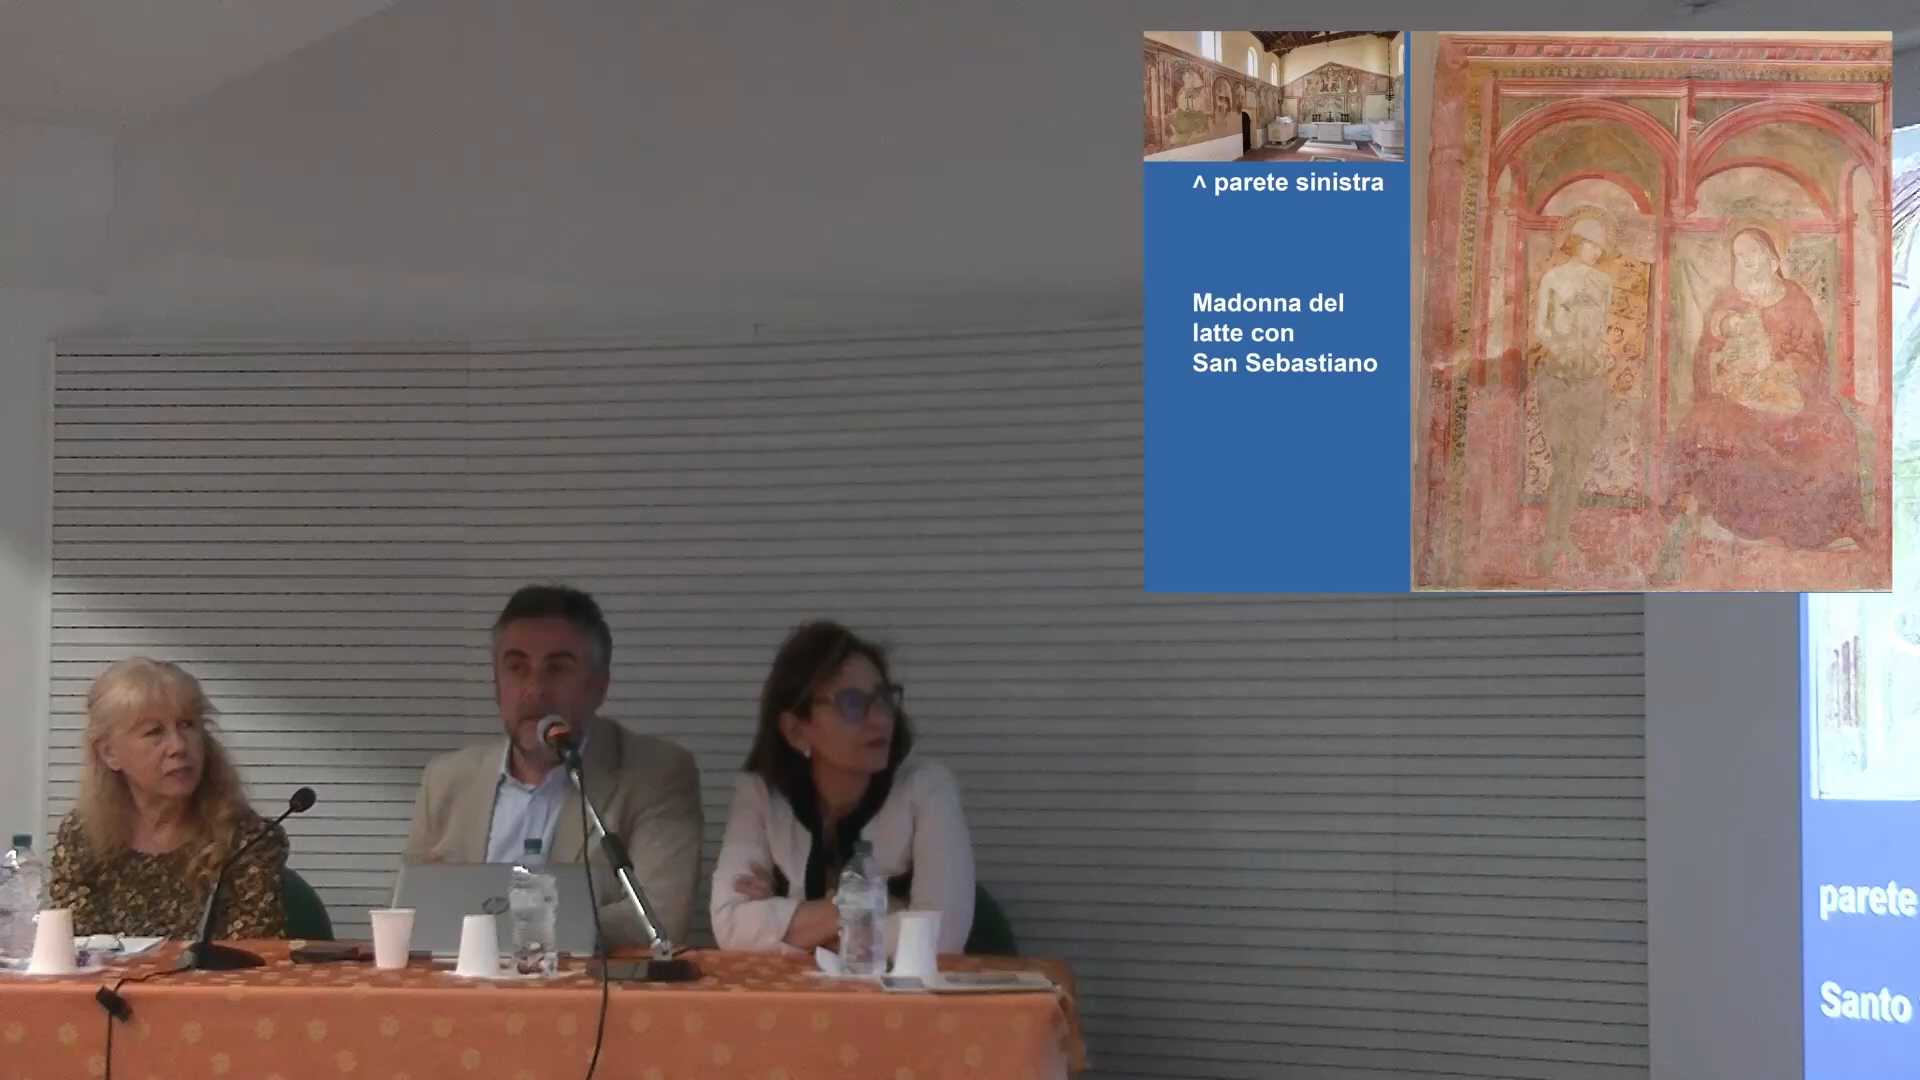 ^ parete sinistra
Madonna del
latte con
San Sebastiano
parete
Santo